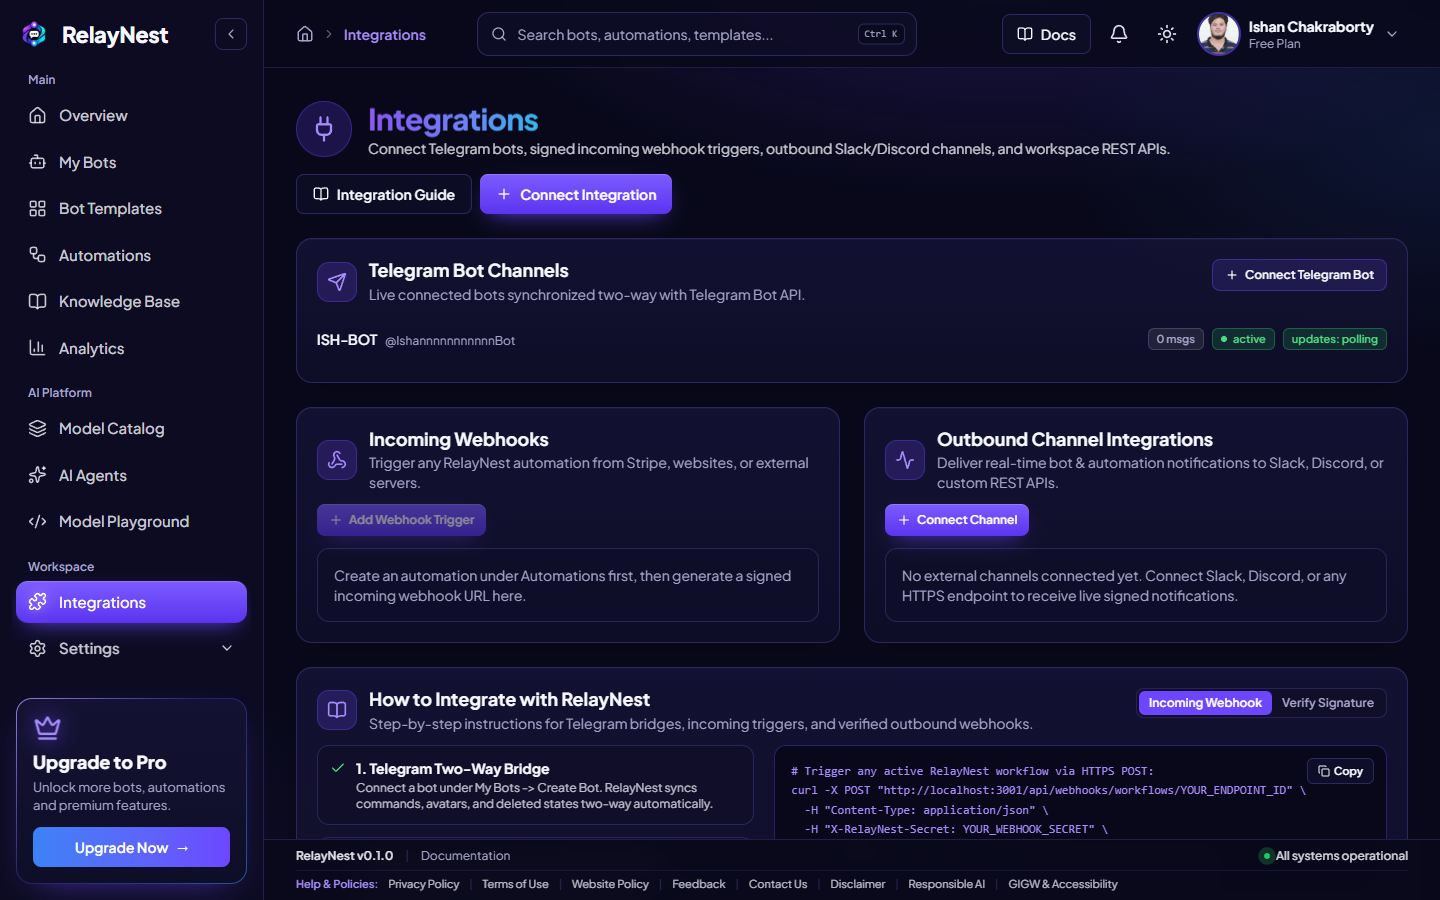 RelayNest
Main
Overview
My Bots
Bot Templates
Automations
Knowledge Base
Analytics
AI Platform
Model Catalog
AI Agents
Model Playground
Workspace
Integrations
Settings
Upgrade to Pro
Unlock more bots, automations
and premium features.
Upgrade Now →
Integrations
Search bots, automations, templates...
Ctrl K
Docs
Ishan Chakraborty
Free Plan
Integrations
Connect Telegram bots, signed incoming webhook triggers, outbound Slack/Discord channels, and workspace REST APIs.
Integration Guide
+ Connect Integration
Telegram Bot Channels
Live connected bots synchronized two-way with Telegram Bot API.
+ Connect Telegram Bot
ISH-BOT @IshannnnnnnnnnnBot
0 msgs
active
updates: polling
Incoming Webhooks
Trigger any RelayNest automation from Stripe, websites, or external
servers.
+ Add Webhook Trigger
Create an automation under Automations first, then generate a signed
incoming webhook URL here.
Outbound Channel Integrations
Deliver real-time bot & automation notifications to Slack, Discord, or
custom REST APIs.
+ Connect Channel
No external channels connected yet. Connect Slack, Discord, or any
HTTPS endpoint to receive live signed notifications.
How to Integrate with RelayNest
Step-by-step instructions for Telegram bridges, incoming triggers, and verified outbound webhooks.
Incoming Webhook
Verify Signature
1. Telegram Two-Way Bridge
Connect a bot under My Bots -> Create Bot. RelayNest syncs
commands, avatars, and deleted states two-way automatically.
Copy
# Trigger any active RelayNest workflow via HTTPS POST:
curl -X POST "http://localhost:3001/api/webhooks/workflows/YOUR_ENDPOINT_ID" \
-H "Content-Type: application/json" \
-H "X-RelayNest-Secret: YOUR_WEBHOOK_SECRET" \
RelayNest v0.1.0
Documentation
All systems operational
Help & Policies:
Privacy Policy
Terms of Use
Website Policy
Feedback
Contact Us
Disclaimer
Responsible AI
GIGW & Accessibility